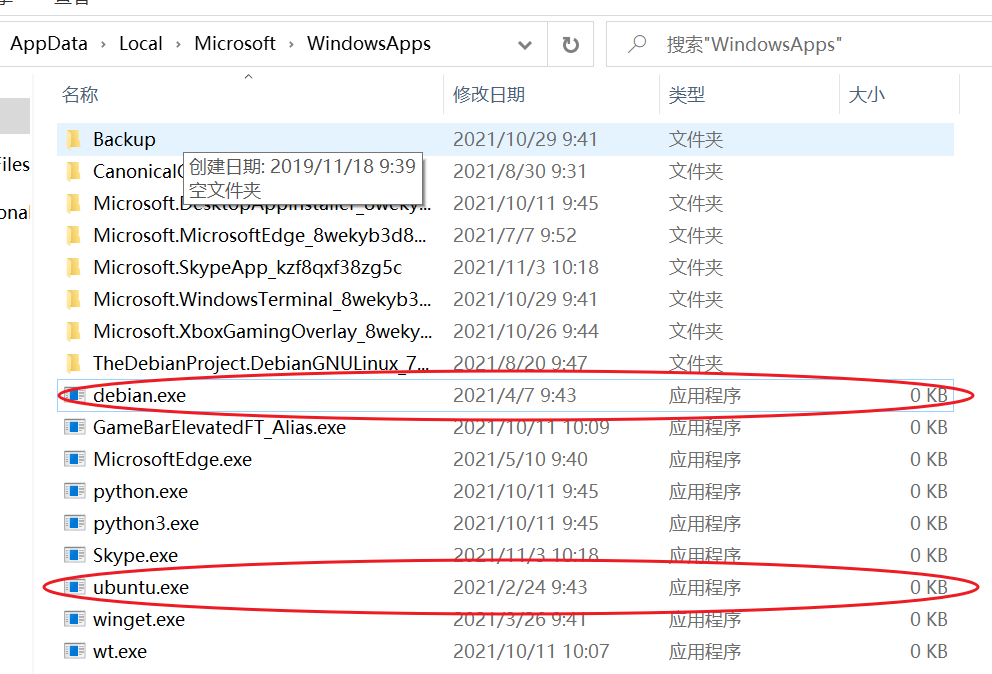 查看
AppData › Local › Microsoft › WindowsApps
搜索"WindowsApps"
名称 修改日期 类型 大小
Backup 2021/10/29 9:41 文件夹
创建日期: 2019/11/18 9:39
空文件夹
2021/8/30 9:31 文件夹
2021/10/11 9:45 文件夹
Microsoft.MicrosoftEdge_8wekyb3d8... 2021/7/7 9:52 文件夹
Microsoft.SkypeApp_kzf8qxf38zg5c 2021/11/3 10:18 文件夹
Microsoft.WindowsTerminal_8wekyb3... 2021/10/29 9:41 文件夹
Microsoft.XboxGamingOverlay_8weky... 2021/10/26 9:44 文件夹
TheDebianProject.DebianGNULinux_7... 2021/8/20 9:47 文件夹
debian.exe 2021/4/7 9:43 应用程序 0 KB
GameBarElevatedFT_Alias.exe 2021/10/11 10:09 应用程序 0 KB
MicrosoftEdge.exe 2021/5/10 9:40 应用程序 0 KB
python.exe 2021/10/11 9:45 应用程序 0 KB
python3.exe 2021/10/11 9:45 应用程序 0 KB
Skype.exe 2021/11/3 10:18 应用程序 0 KB
ubuntu.exe 2021/2/24 9:43 应用程序 0 KB
winget.exe 2021/3/26 9:41 应用程序 0 KB
wt.exe 2021/10/11 10:07 应用程序 0 KB